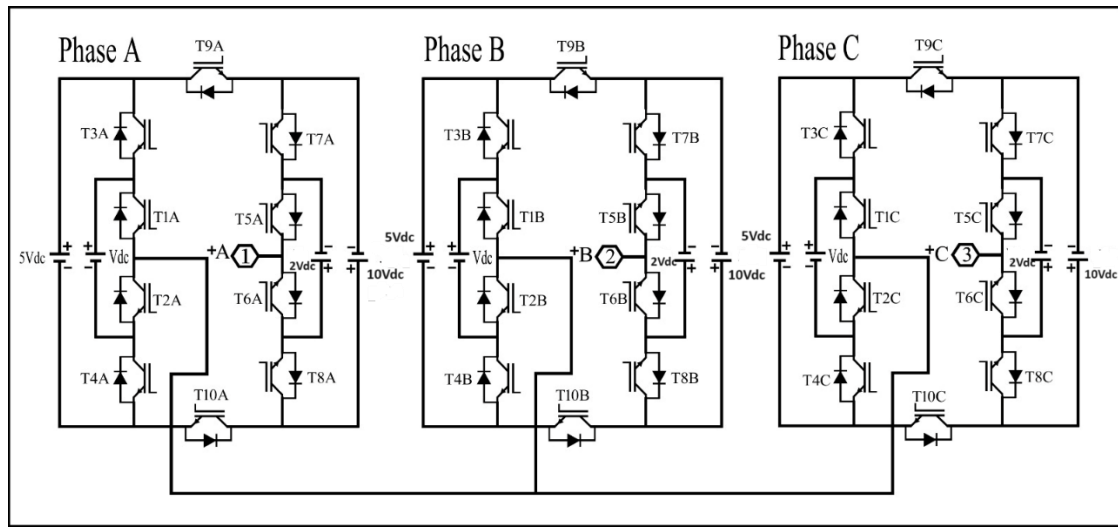 Phase A
T9A
T3A
T7A
T1A
T5A
5Vdc
+
−
+
−
Vdc
+A
1
2Vdc
−
+
−
+
10Vdc
T2A
T6A
T4A
T8A
T10A
Phase B
T9B
T3B
T7B
T1B
T5B
5Vdc
+
−
+
−
Vdc
+B
2
2Vdc
−
+
−
+
10Vdc
T2B
T6B
T4B
T8B
T10B
Phase C
T9C
T3C
T7C
T1C
T5C
5Vdc
+
−
+
−
Vdc
+C
3
2Vdc
−
+
−
+
10Vdc
T2C
T6C
T4C
T8C
T10C